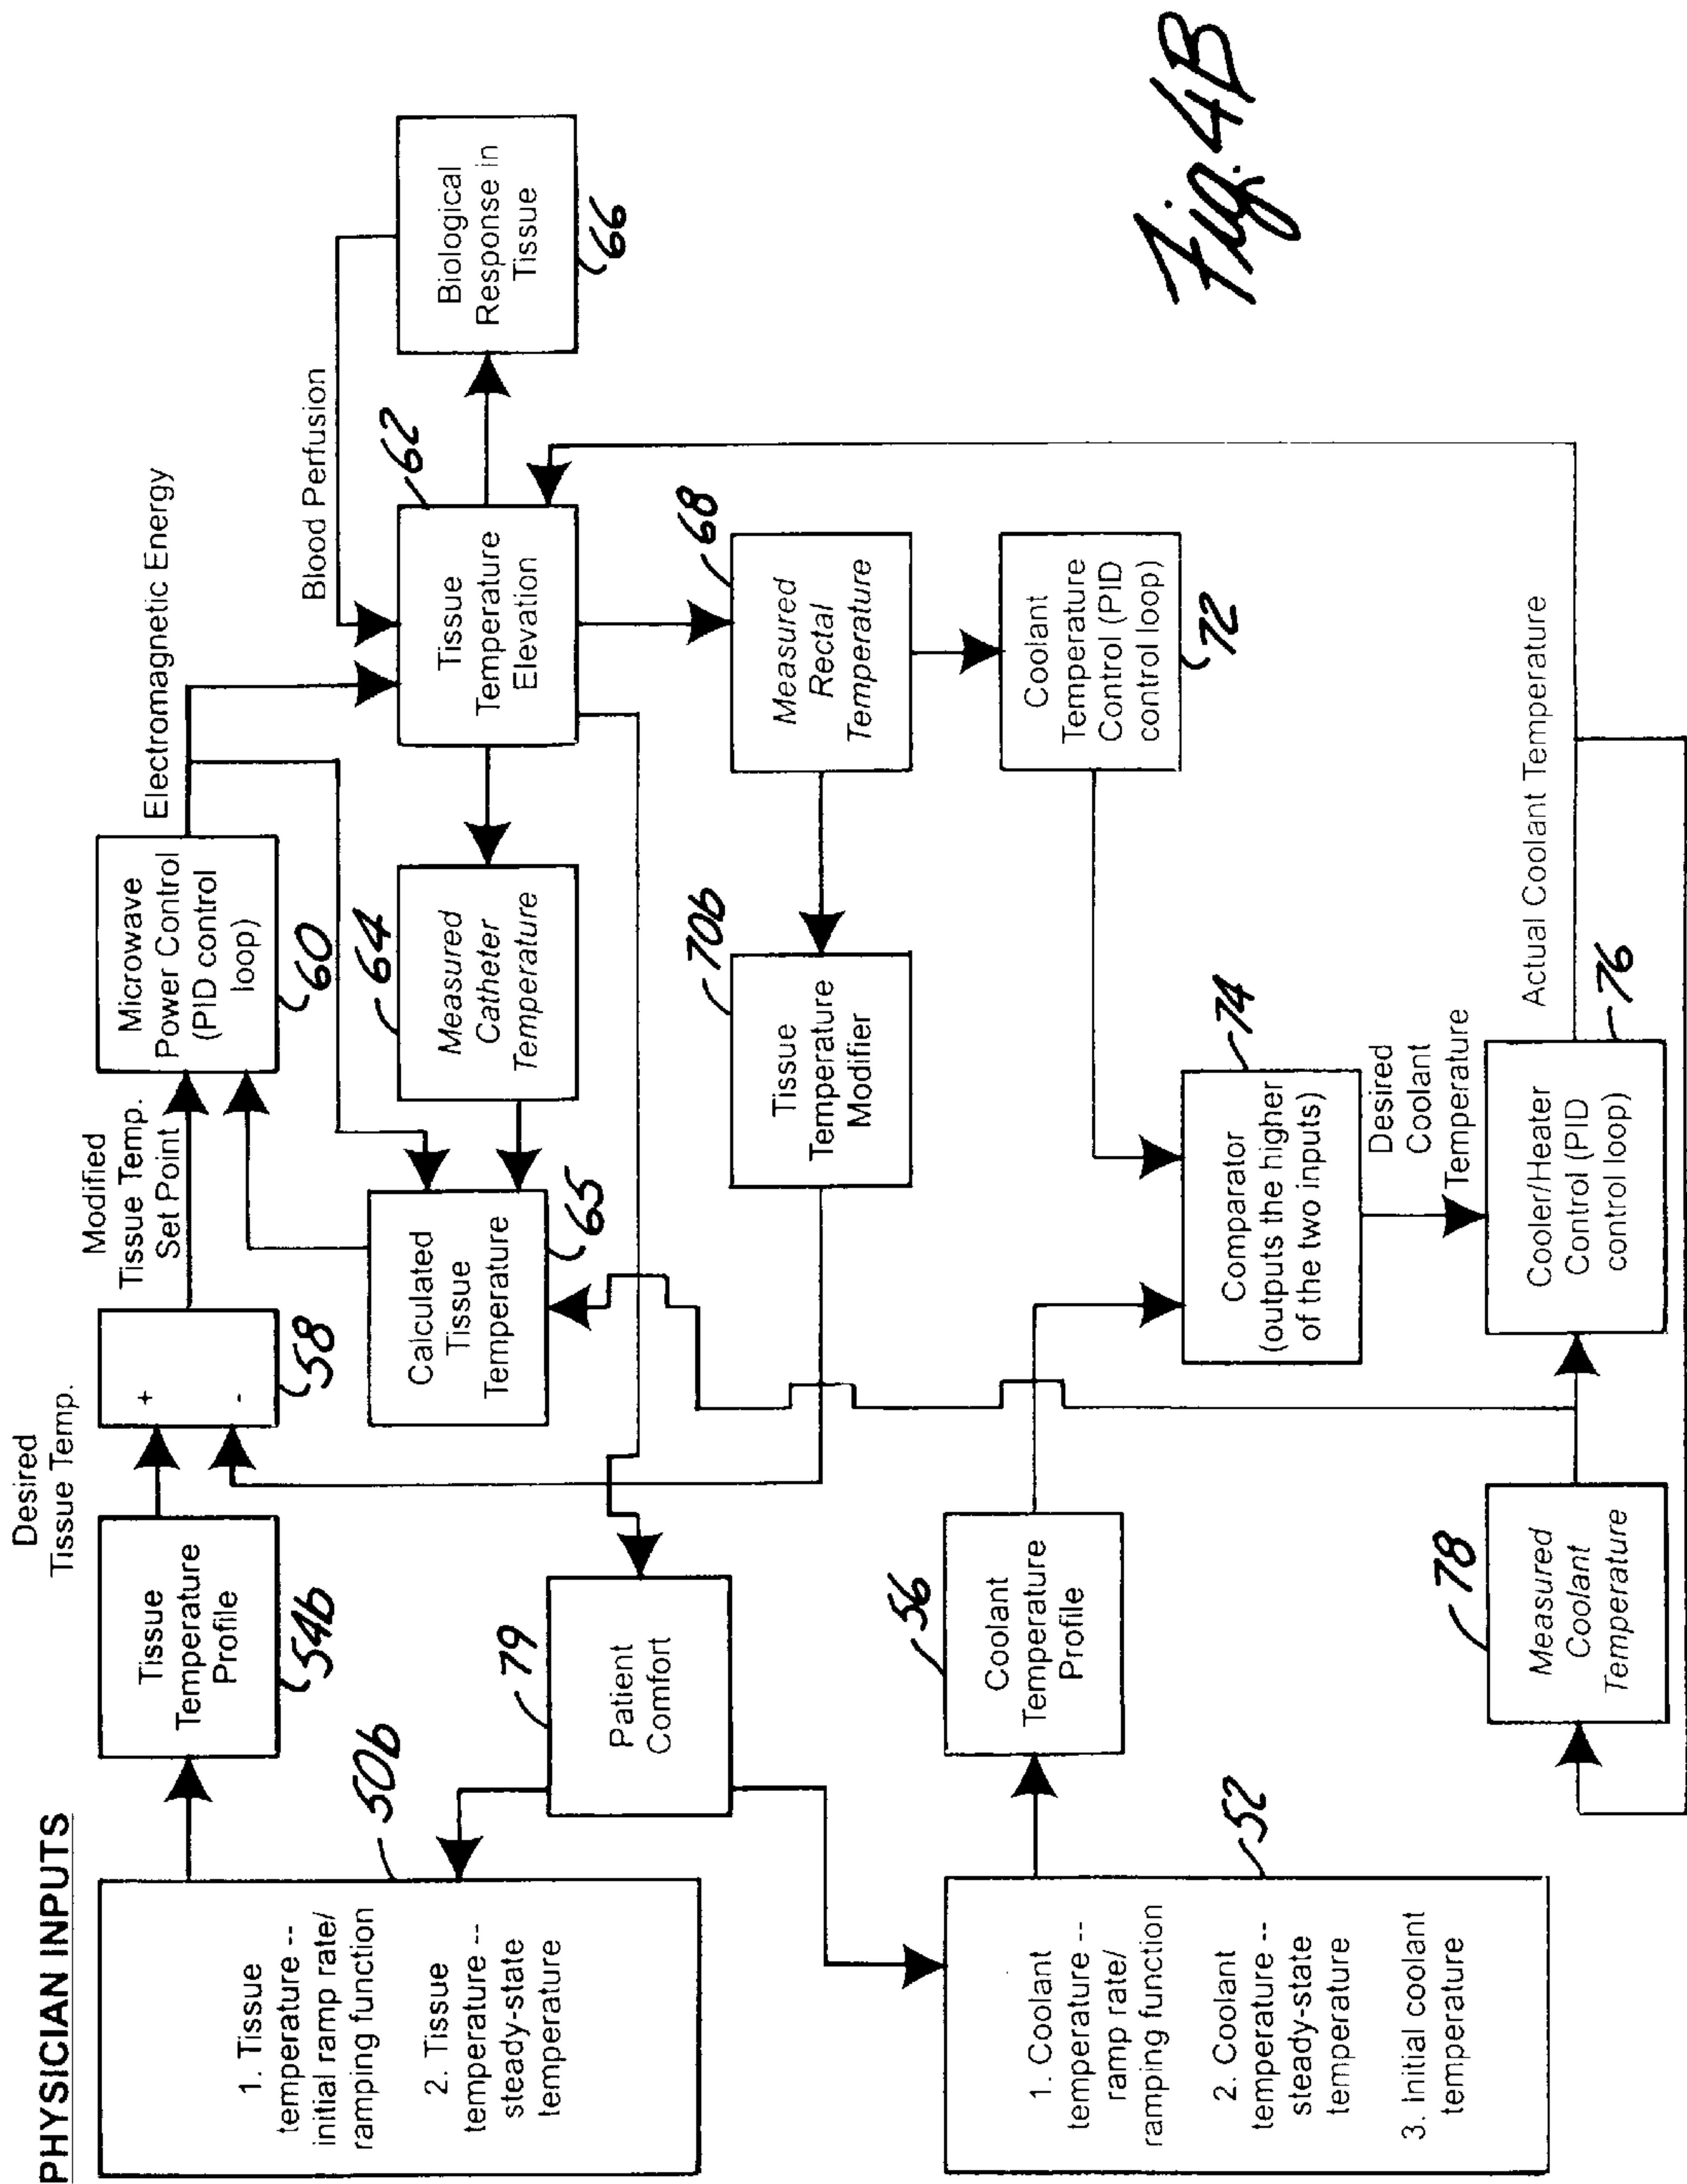 PHYSICIAN INPUTS
1. Tissue
temperature --
initial ramp rate/
ramping function
2. Tissue
temperature --
steady-state
temperature
50b
Tissue
Temperature
Profile
54b
Desired
Tissue Temp.
+
-
58
Modified
Tissue Temp.
Set Point
Microwave
Power Control
(PID control
loop)
60
Electromagnetic Energy
Blood Perfusion
Calculated
Tissue
Temperature
65
Measured
Catheter
Temperature
64
Tissue
Temperature
Elevation
62
Biological
Response in
Tissue
66
Patient
Comfort
79
Tissue
Temperature
Modifier
70b
Measured
Rectal
Temperature
68
1. Coolant
temperature --
ramp rate/
ramping function
2. Coolant
temperature --
steady-state
temperature
3. Initial coolant
temperature
52
Coolant
Temperature
Profile
56
Comparator
(outputs the higher
of the two inputs)
74
Coolant
Temperature
Control (PID
control loop)
72
Desired
Coolant
Temperature
Measured
Coolant
Temperature
78
Cooler/Heater
Control (PID
control loop)
76
Actual Coolant Temperature
Fig. 4B